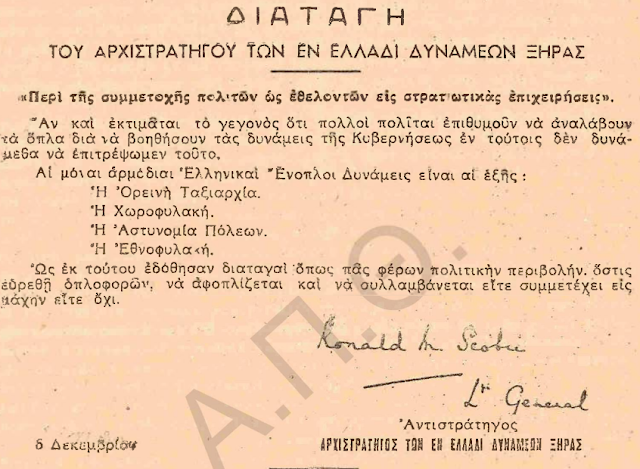 ΔΙΑΤΑΓΗ
ΤΟΥ ΑΡΧΙΣΤΡΑΤΗΓΟΥ ΤΩΝ ΕΝ ΕΛΛΑΔΙ ΔΥΝΑΜΕΩΝ ΞΗΡΑΣ
«Περὶ τῆς συμμετοχῆς πολιτῶν ὡς ἐθελοντῶν εἰς στρατιωτικὰς ἐπιχειρήσεις».
Ἂν καὶ ἐκτιμᾶται τὸ γεγονὸς ὅτι πολλοὶ πολῖται ἐπιθυμοῦν νὰ ἀναλάβουν
τὰ ὅπλα διὰ νὰ βοηθήσουν τὰς δυνάμεις τῆς Κυβερνήσεως ἐν τούτοις δὲν δυνά-
μεθα νὰ ἐπιτρέψωμεν τοῦτο.
Αἱ μόναι ἁρμόδιαι Ἑλληνικαὶ Ἔνοπλοι Δυνάμεις εἶναι αἱ ἑξῆς :
Ἡ Ὀρεινὴ Ταξιαρχία.
Ἡ Χωροφυλακή.
Ἡ Ἀστυνομία Πόλεων.
Ἡ Ἐθνοφυλακή.
Ὡς ἐκ τούτου ἐδόθησαν διαταγαὶ ὅπως πᾶς φέρων πολιτικὴν περιβολήν. ὅστις
εὑρεθῇ ὁπλοφορῶν, νὰ ἀφοπλίζεται καὶ νὰ συλλαμβάνεται εἴτε συμμετέχει εἰς
μάχην εἴτε ὄχι.
Ronald M. Scobie
Lt General
Ἀντιστράτηγος
6 Δεκεμβρίου ΑΡΧΙΣΤΡΑΤΗΓΟΣ ΤΩΝ ΕΝ ΕΛΛΑΔΙ ΔΥΝΑΜΕΩΝ ΞΗΡΑΣ
Α.Π.Θ.